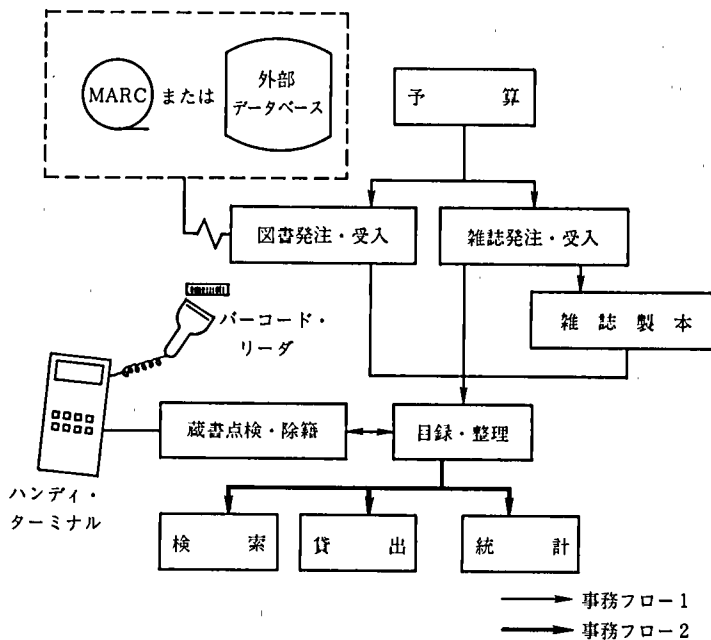 外部
MARC または データベース
予算
図書発注・受入
雑誌発注・受入
雑誌製本
バーコード・
リーダ
蔵書点検・除籍
目録・整理
ハンディ・
ターミナル
検索
貸出
統計
事務フロー1
事務フロー2